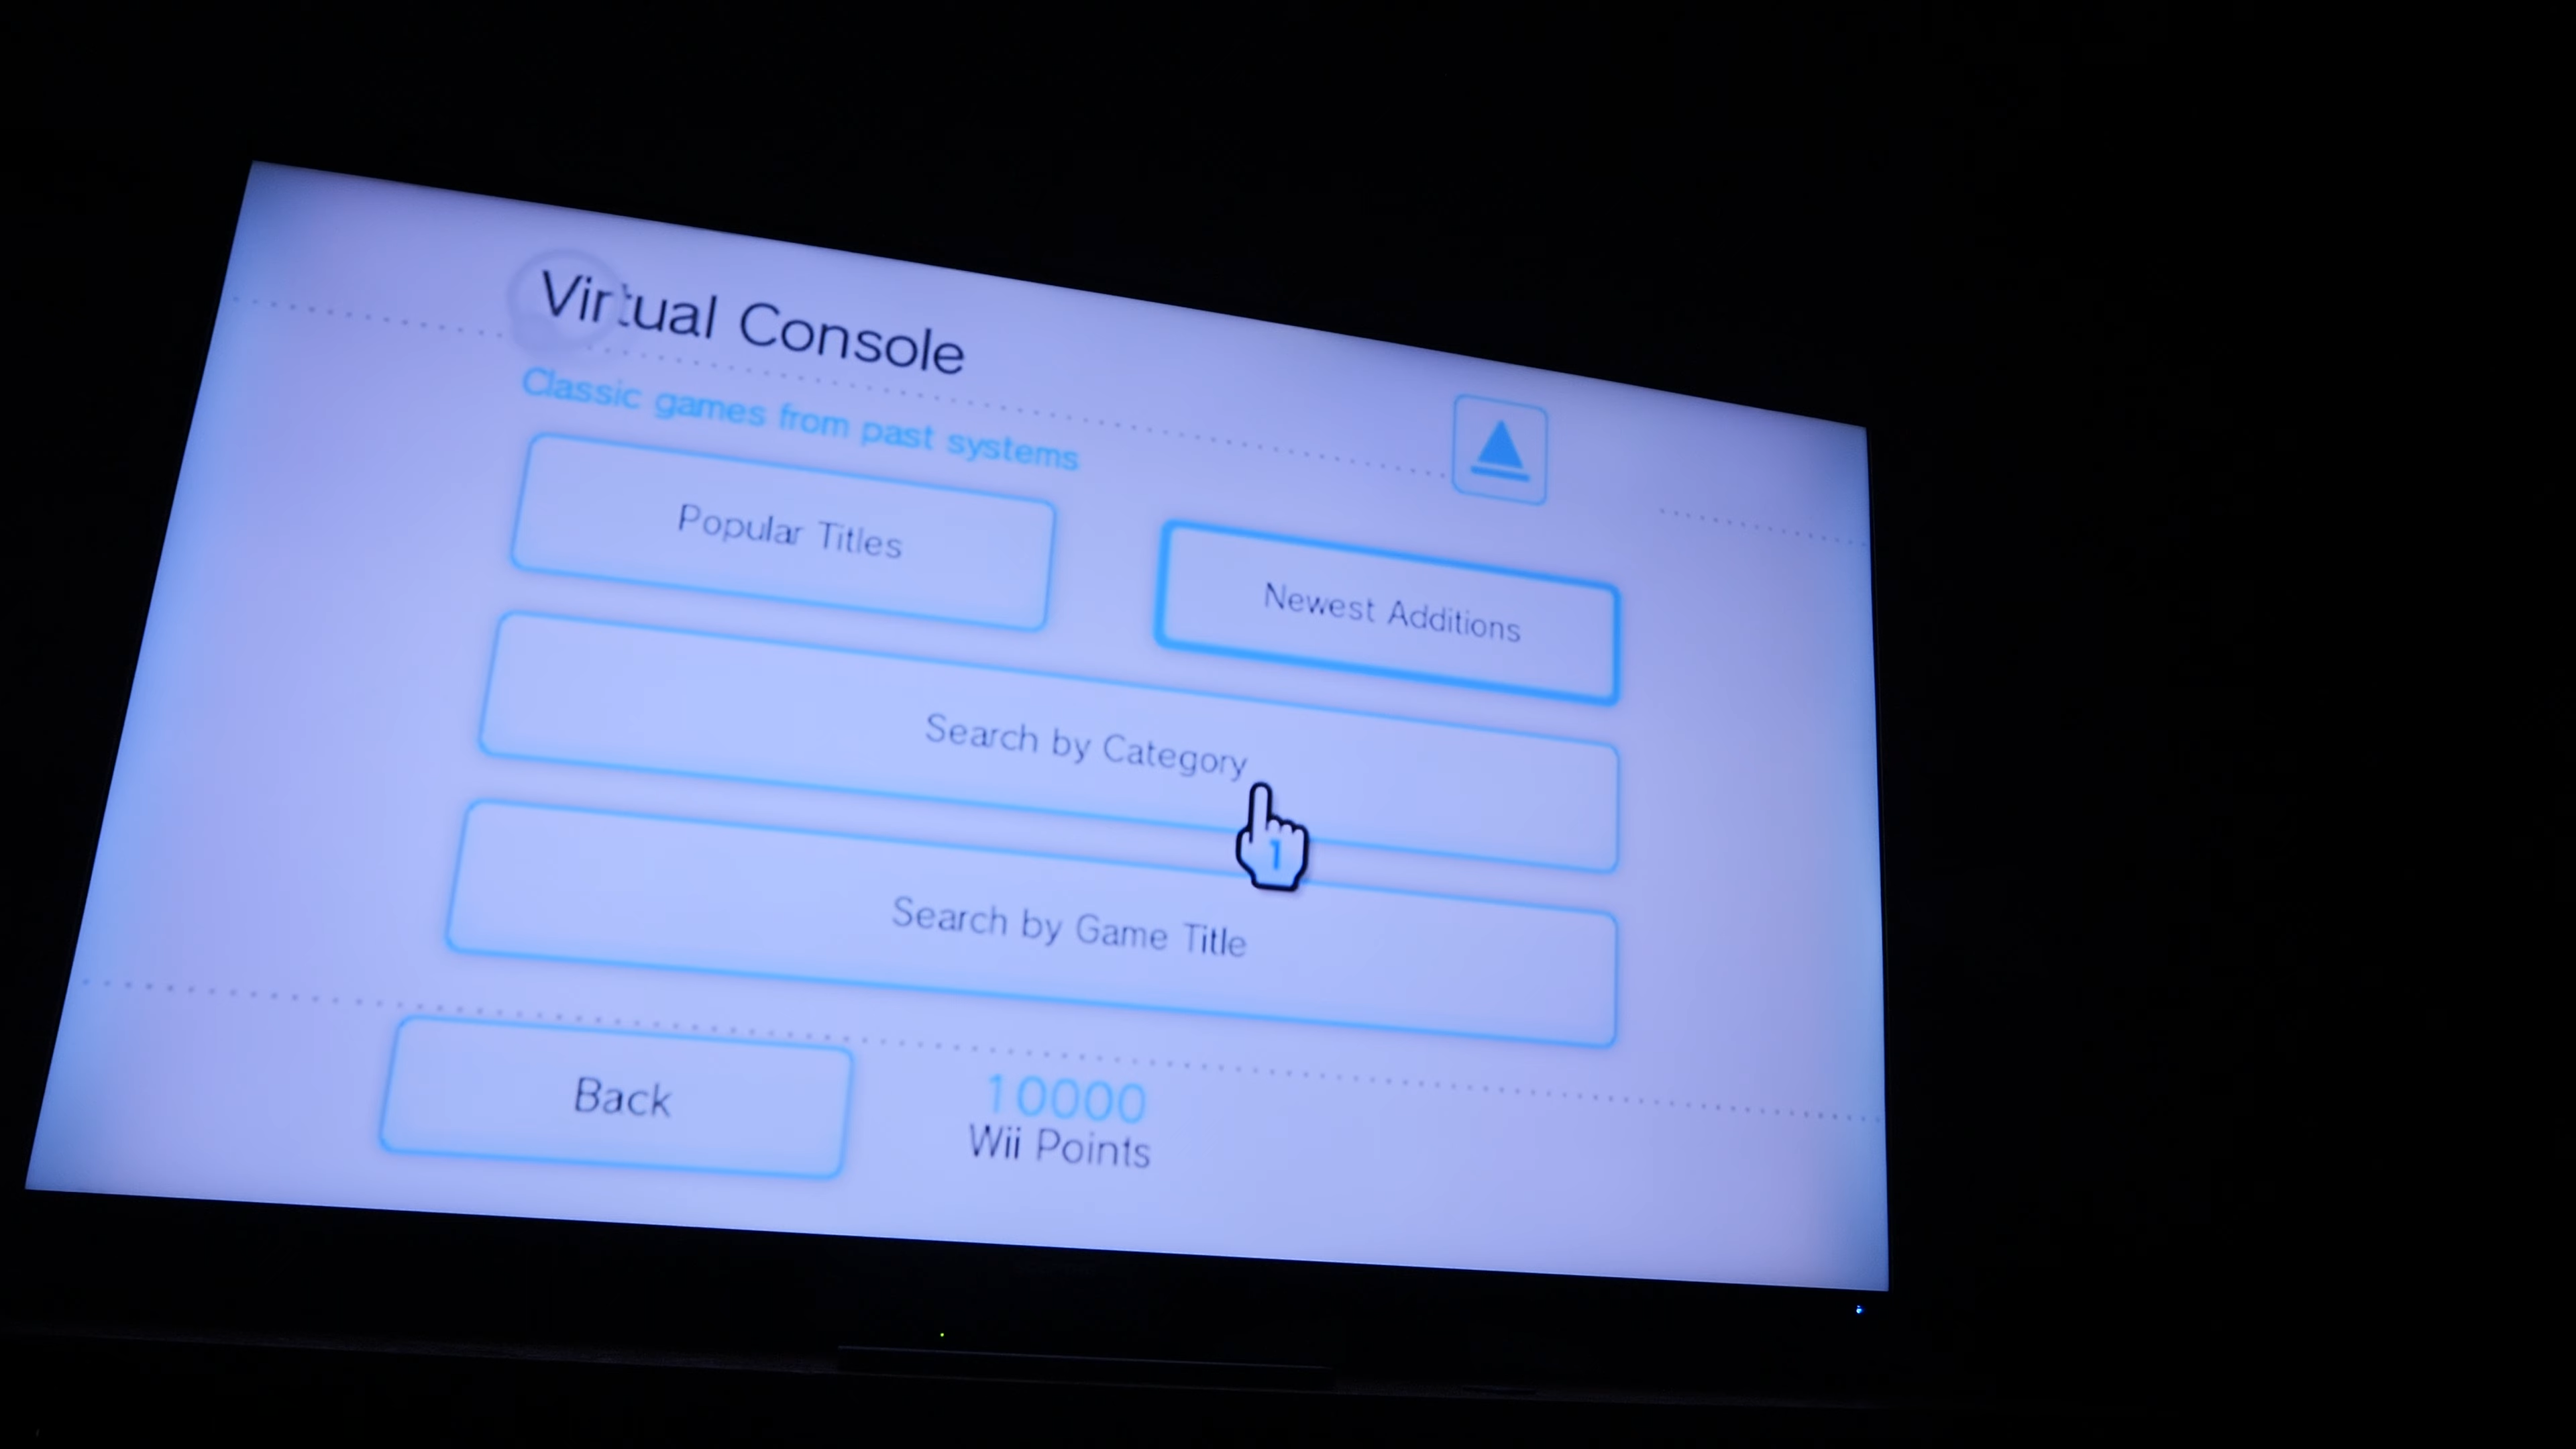 Virtual Console
Classic games from past systems
Popular Titles
Newest Additions
Search by Category
1
Search by Game Title
Back
10000
Wii Points